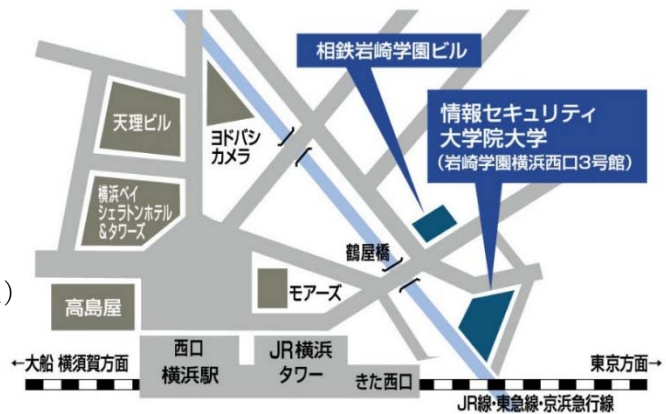 相鉄岩崎学園ビル
情報セキュリティ
大学院大学
(岩崎学園横浜西口3号館)
天理ビル
ヨドバシ
カメラ
横浜ベイ
シェラトンホテル
&タワーズ
鶴屋橋
)
モアーズ
高島屋
西口
横浜駅
JR横浜
タワー
きた西口
←大船 横須賀方面
東京方面→
JR線・東急線・京浜急行線